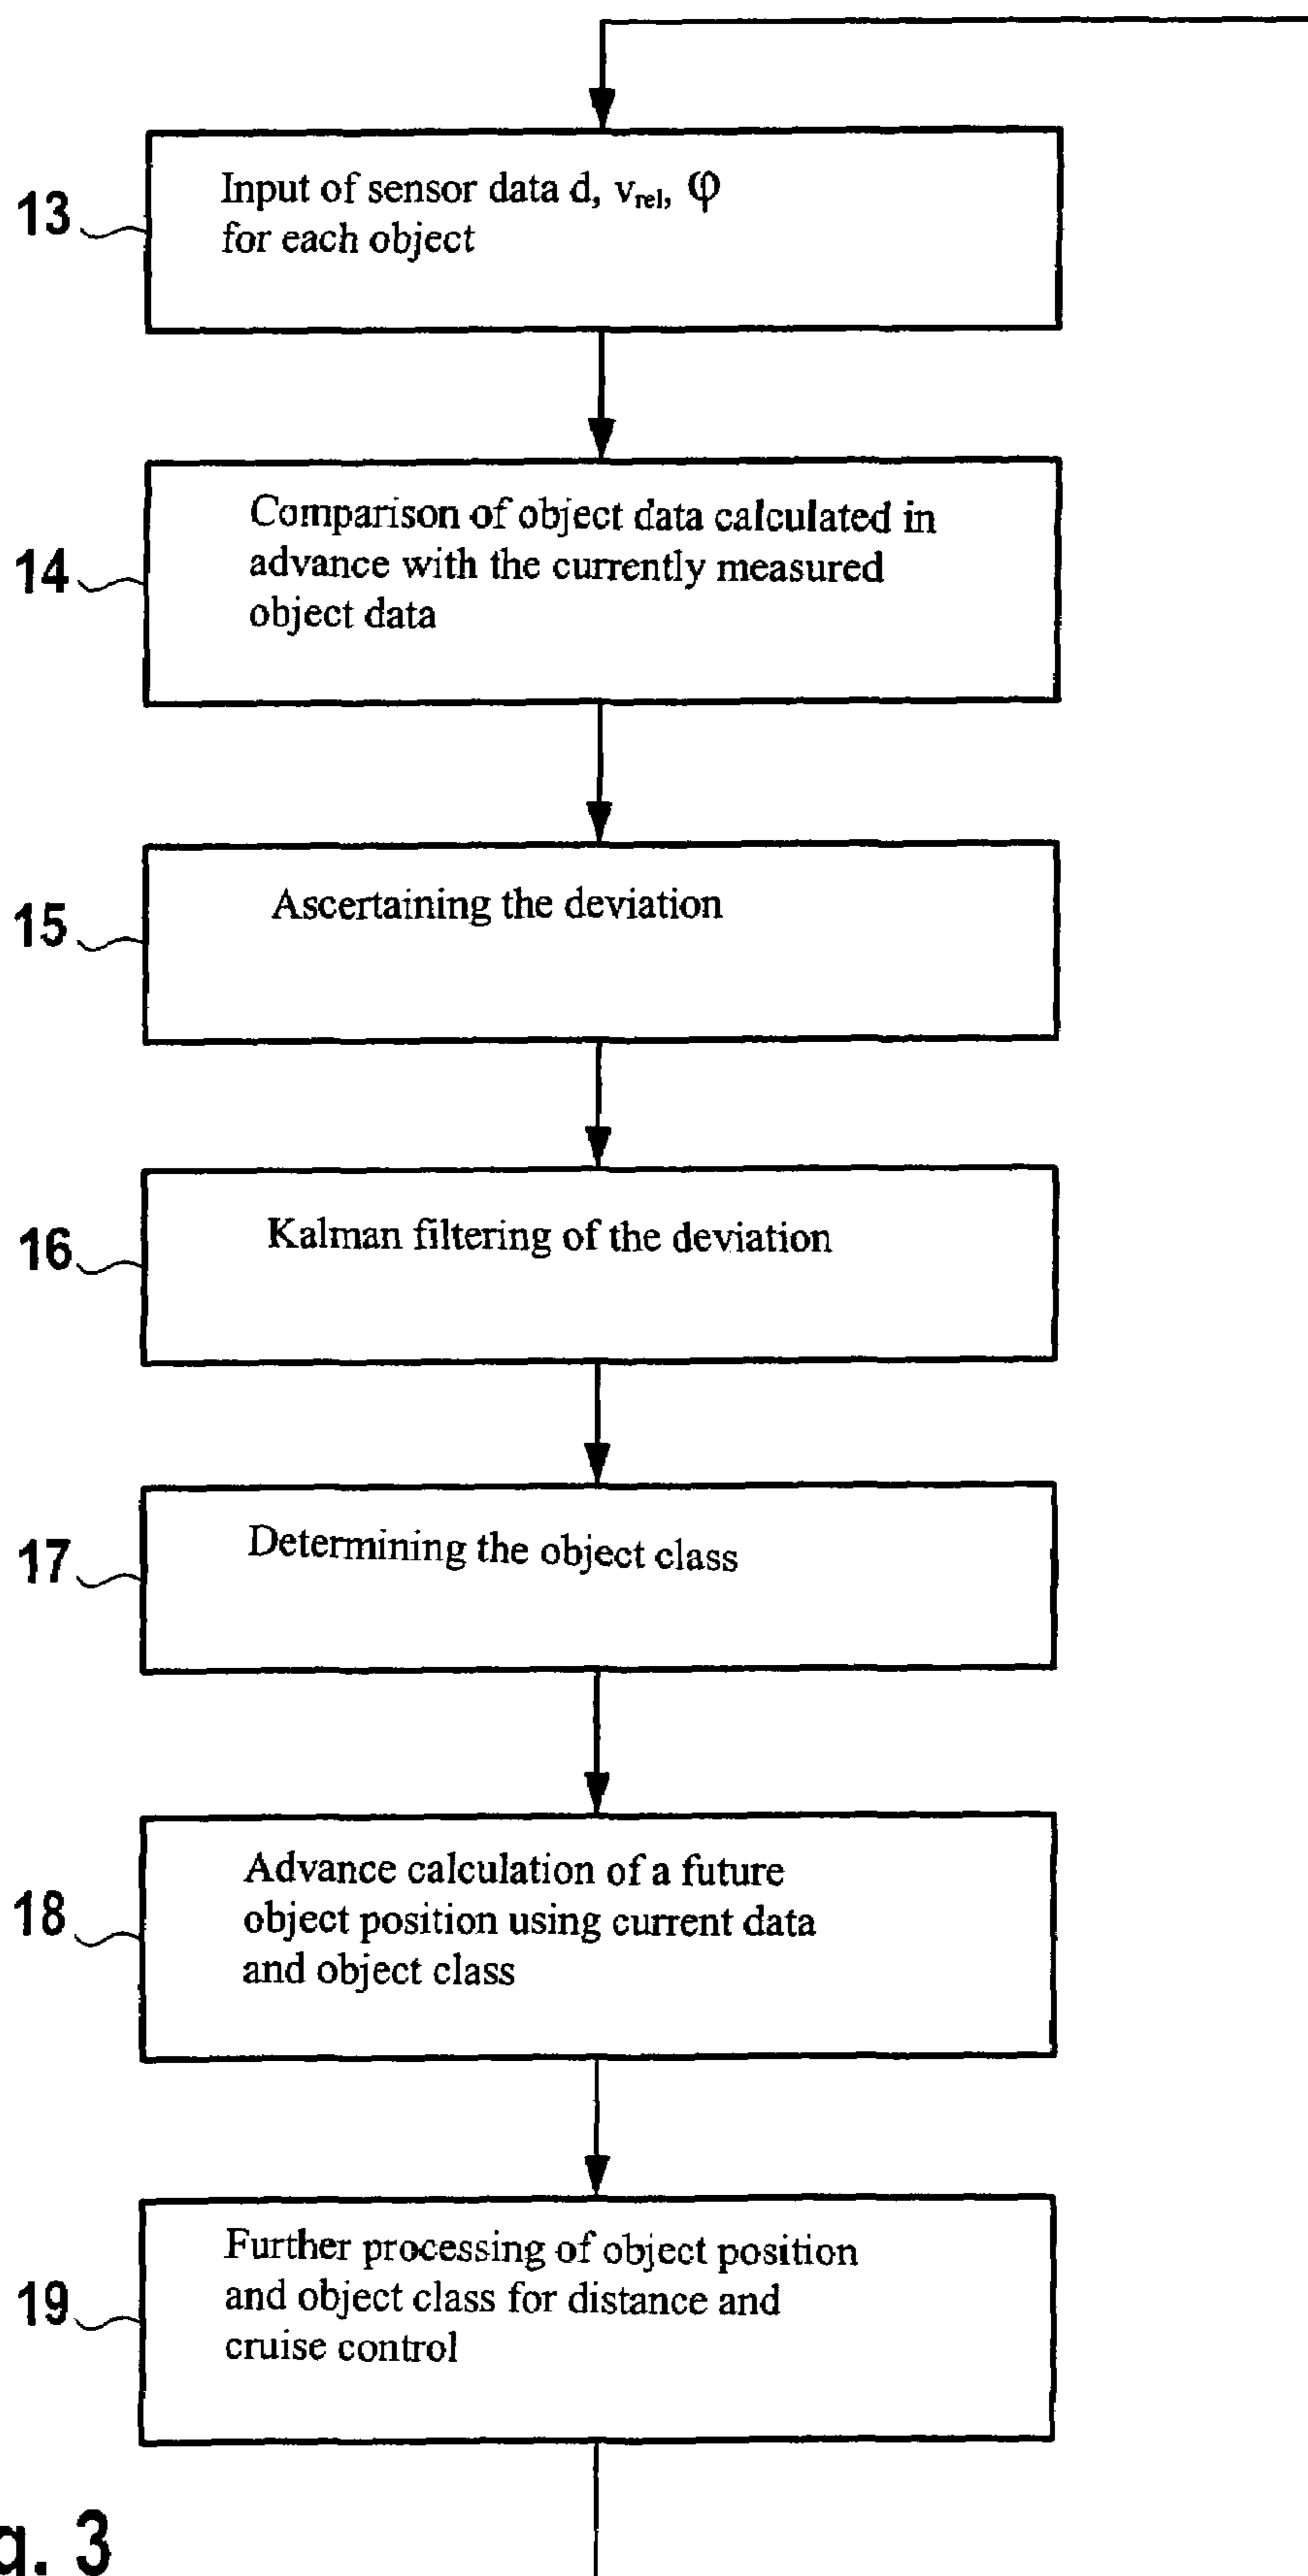 13
Input of sensor data d, vrel, φ
for each object
14
Comparison of object data calculated in
advance with the currently measured
object data
15
Ascertaining the deviation
16
Kalman filtering of the deviation
17
Determining the object class
18
Advance calculation of a future
object position using current data
and object class
19
Further processing of object position
and object class for distance and
cruise control
g. 3